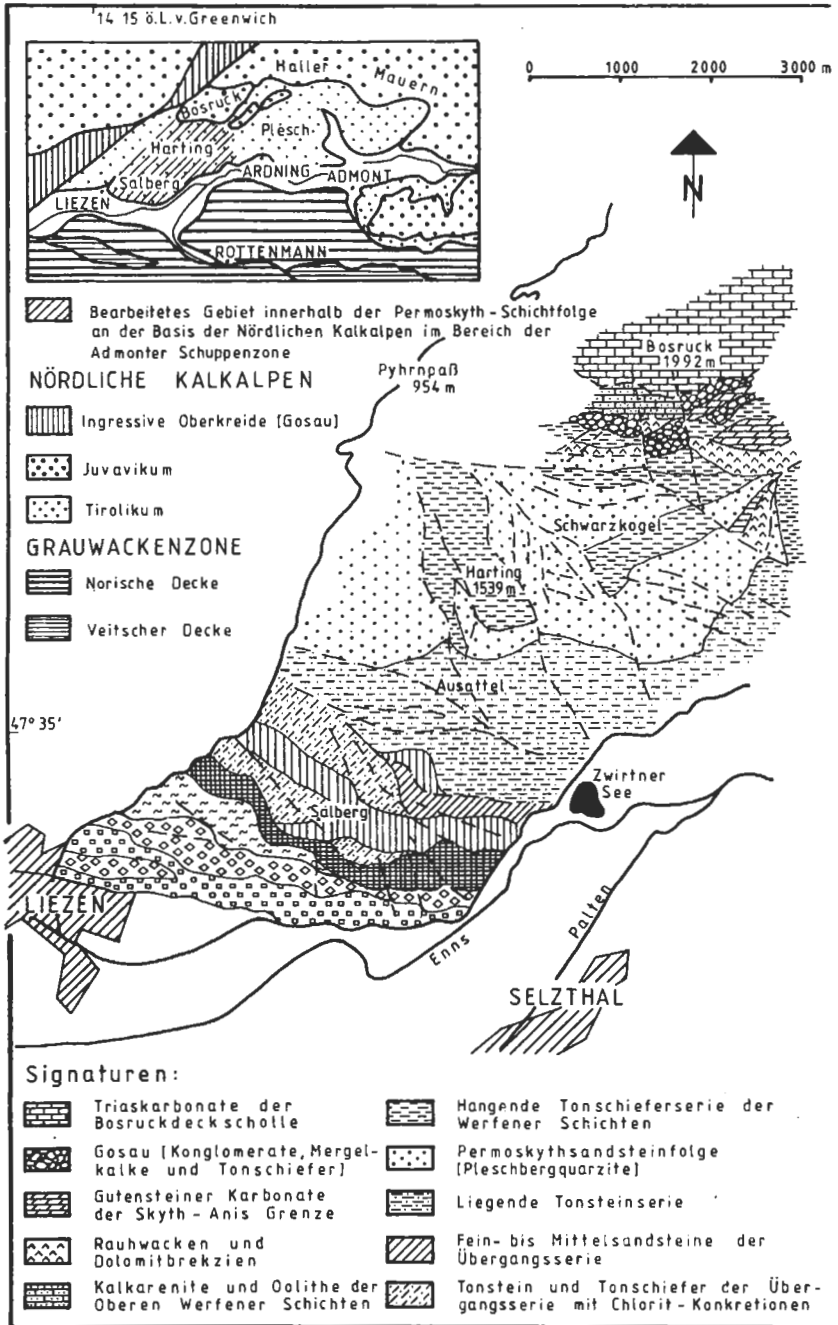 14 15 ö.L.v.Greenwich
Haller
Mauern
Bosruck
Plesch
Harting
Salberg
ARDNING
ADMONT
LIEZEN
ROTTENMANN
0 1000 2000 3000 m
N
Bearbeitetes Gebiet innerhalb der Permoskyth-Schichtfolge
an der Basis der Nördlichen Kalkalpen im Bereich der
Admonter Schuppenzone
NÖRDLICHE KALKALPEN
Ingressive Oberkreide (Gosau)
Juvavikum
Tirolikum
GRAUWACKENZONE
Norische Decke
Veitscher Decke
Pyhrnpaß
954 m
Bosruck
1992 m
Schwarzkogel
Harting
1539 m
Ausattel
47° 35'
Salberg
Zwirtner
See
LIEZEN
Enns
Palten
SELZTHAL
Signaturen:
Triaskarbonate der
Bosruckdeckscholle
Gosau [Konglomerate, Mergel-
kalke und Tonschiefer]
Gutensteiner Karbonate
der Skyth-Anis Grenze
Rauhwacken und
Dolomitbrekzien
Kalkarenite und Oolithe der
Oberen Werfener Schichten
Hangende Tonschieferserie der
Werfener Schichten
Permoskythsandsteinfolge
[Pleschbergquarzite]
Liegende Tonsteinserie
Fein- bis Mittelsandsteine der
Übergangsserie
Tonstein und Tonschiefer der Über-
gangsserie mit Chlorit-Konkretionen